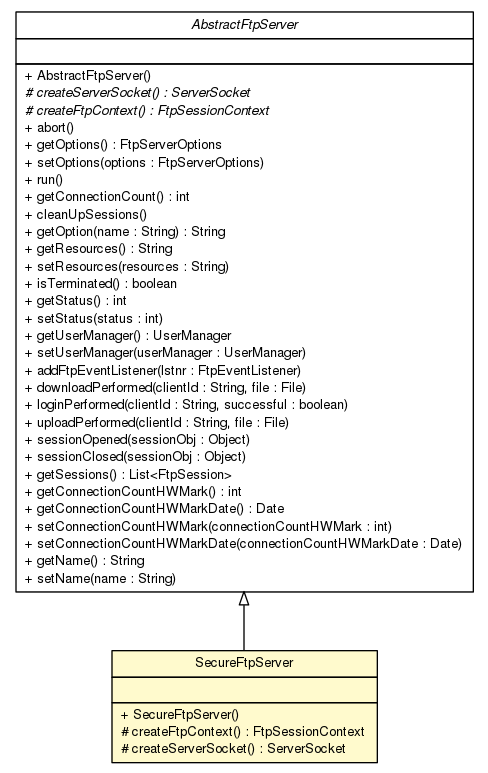 AbstractFtpServer
+ AbstractFtpServer()
# createServerSocket() : ServerSocket
# createFtpContext() : FtpSessionContext
+ abort()
+ getOptions() : FtpServerOptions
+ setOptions(options : FtpServerOptions)
+ run()
+ getConnectionCount() : int
+ cleanUpSessions()
+ getOption(name : String) : String
+ getResources() : String
+ setResources(resources : String)
+ isTerminated() : boolean
+ getStatus() : int
+ setStatus(status : int)
+ getUserManager() : UserManager
+ setUserManager(userManager : UserManager)
+ addFtpEventListener(lstnr : FtpEventListener)
+ downloadPerformed(clientId : String, file : File)
+ loginPerformed(clientId : String, successful : boolean)
+ uploadPerformed(clientId : String, file : File)
+ sessionOpened(sessionObj : Object)
+ sessionClosed(sessionObj : Object)
+ getSessions() : List<FtpSession>
+ getConnectionCountHWMark() : int
+ getConnectionCountHWMarkDate() : Date
+ setConnectionCountHWMark(connectionCountHWMark : int)
+ setConnectionCountHWMarkDate(connectionCountHWMarkDate : Date)
+ getName() : String
+ setName(name : String)
SecureFtpServer
+ SecureFtpServer()
# createFtpContext() : FtpSessionContext
# createServerSocket() : ServerSocket